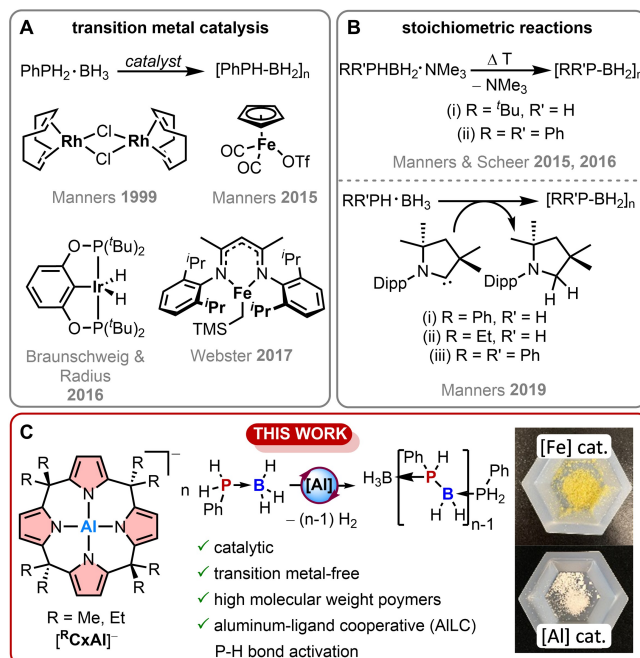 A transition metal catalysis
PhPH₂·BH₃ catalyst [PhPH-BH₂]ₙ
Rh Cl Cl Rh
Fe OC OC OTf
Manners 1999
Manners 2015
O P(ᵗBu)₂
Ir H H
O P(ᵗBu)₂
Braunschweig &
Radius
2016
ⁱPr N N ⁱPr
ⁱPr Fe ⁱPr
TMS
Webster 2017
B stoichiometric reactions
RR'PHBH₂·NMe₃ Δ T [RR'P-BH₂]ₙ
– NMe₃
(i) R = ᵗBu, R' = H
(ii) R = R' = Ph
Manners & Scheer 2015, 2016
RR'PH·BH₃ [RR'P-BH₂]ₙ
Dipp N
Dipp N H H
(i) R = Ph, R' = H
(ii) R = Et, R' = H
(iii) R = R' = Ph
Manners 2019
C THIS WORK
R R R R
N
N Al N
N
R R R R
–
R = Me, Et
[ᴿCxAl]⁻
n H H P Ph B H H H
[Al]
– (n-1) H₂
H₃B Ph H P B H H PH₂ Ph n-1
✓ catalytic
✓ transition metal-free
✓ high molecular weight poymers
✓ aluminum-ligand cooperative (AlLC)
P-H bond activation
[Fe] cat.
[Al] cat.